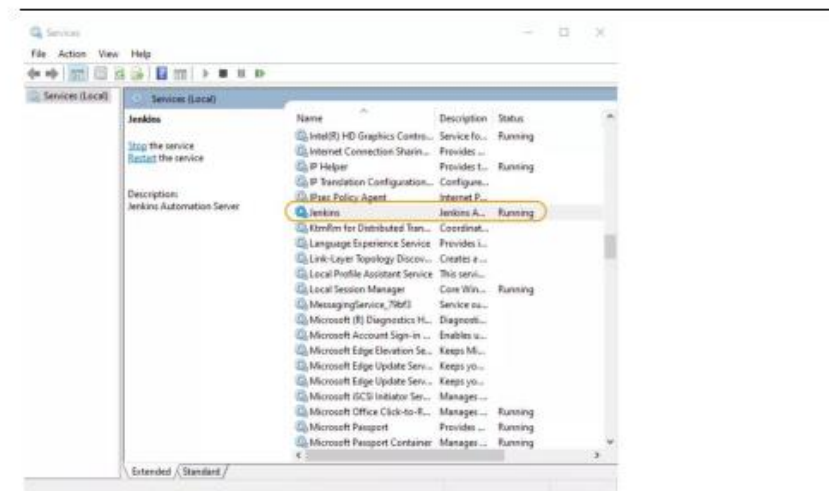 Services
File Action View Help
Services (Local)
Services (Local)
Jenkins
Stop the service
Restart the service
Description:
Jenkins Automation Server
Name Description Status
Intel(R) HD Graphics Contro... Service fo... Running
Internet Connection Sharin... Provides ...
IP Helper Provides t... Running
IP Translation Configuration... Configure...
IPsec Policy Agent Internet P...
Jenkins Jenkins A... Running
KtmRm for Distributed Tran... Coordinat...
Language Experience Service Provides i...
Link-Layer Topology Discov... Creates a ...
Local Profile Assistant Service This servi...
Local Session Manager Core Win... Running
MessagingService_79bf3 Service su...
Microsoft (R) Diagnostics H... Diagnosti...
Microsoft Account Sign-in ... Enables u...
Microsoft Edge Elevation Se... Keeps Mi...
Microsoft Edge Update Serv... Keeps yo...
Microsoft Edge Update Serv... Keeps yo...
Microsoft iSCSI Initiator Ser... Manages ...
Microsoft Office Click-to-R... Manages ... Running
Microsoft Passport Provides ... Running
Microsoft Passport Container Manages ... Running
Extended Standard